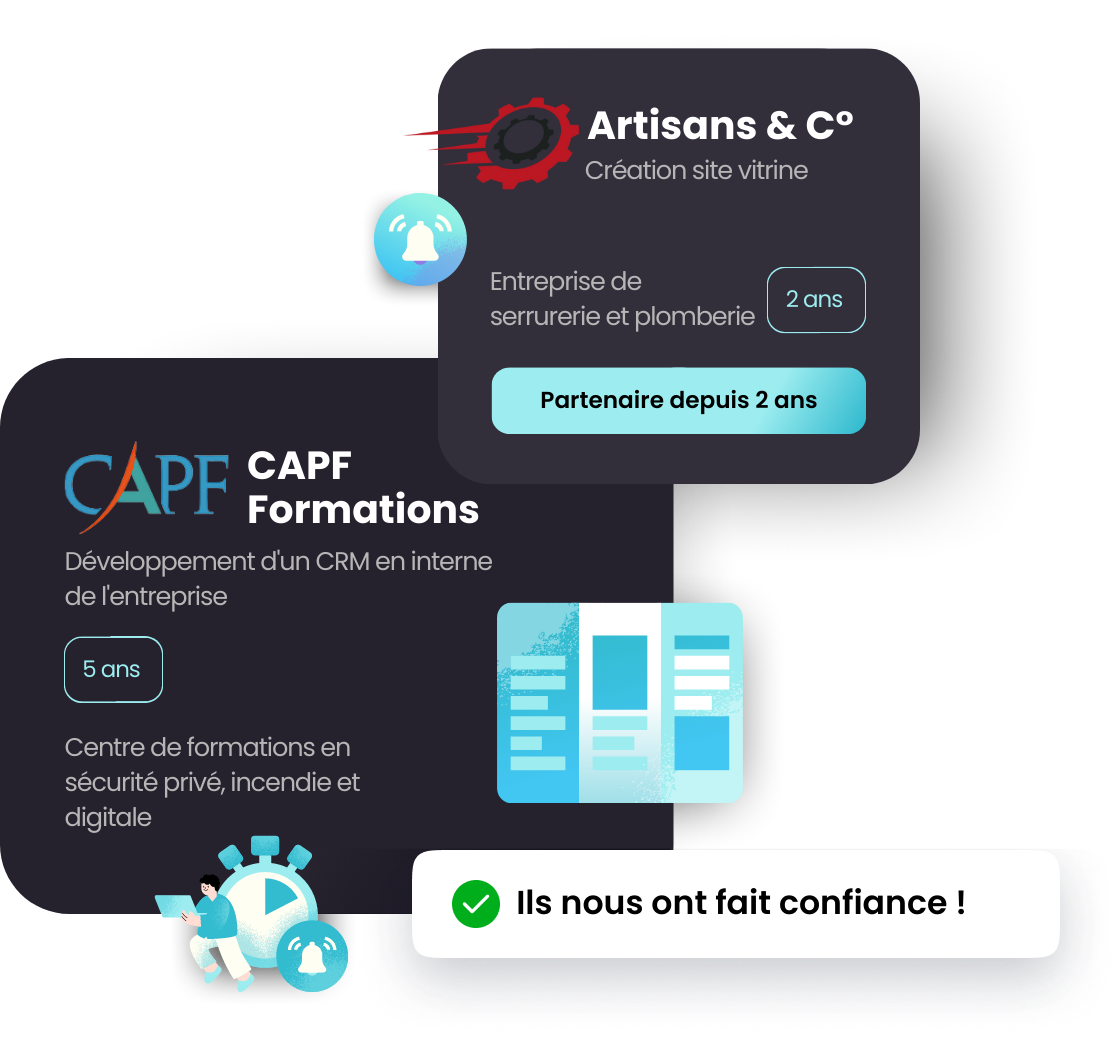 Artisans & C°
Création site vitrine
Entreprise de
serrurerie et plomberie
2 ans
Partenaire depuis 2 ans
CAPF
CAPF
Formations
Développement d'un CRM en interne
de l'entreprise
5 ans
Centre de formations en
sécurité privé, incendie et
digitale
Ils nous ont fait confiance !